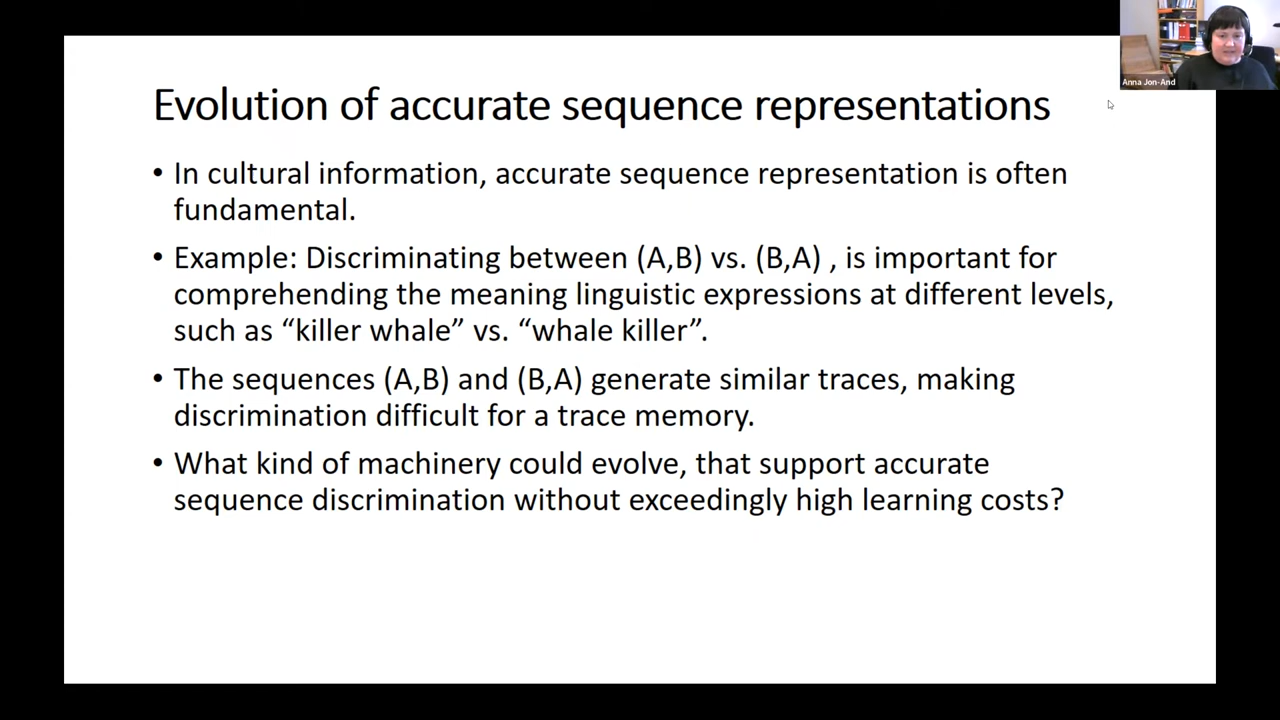 Anna Jon-And
Evolution of accurate sequence representations
• In cultural information, accurate sequence representation is often
fundamental.
• Example: Discriminating between (A,B) vs. (B,A) , is important for
comprehending the meaning linguistic expressions at different levels,
such as “killer whale” vs. “whale killer”.
• The sequences (A,B) and (B,A) generate similar traces, making
discrimination difficult for a trace memory.
• What kind of machinery could evolve, that support accurate
sequence discrimination without exceedingly high learning costs?